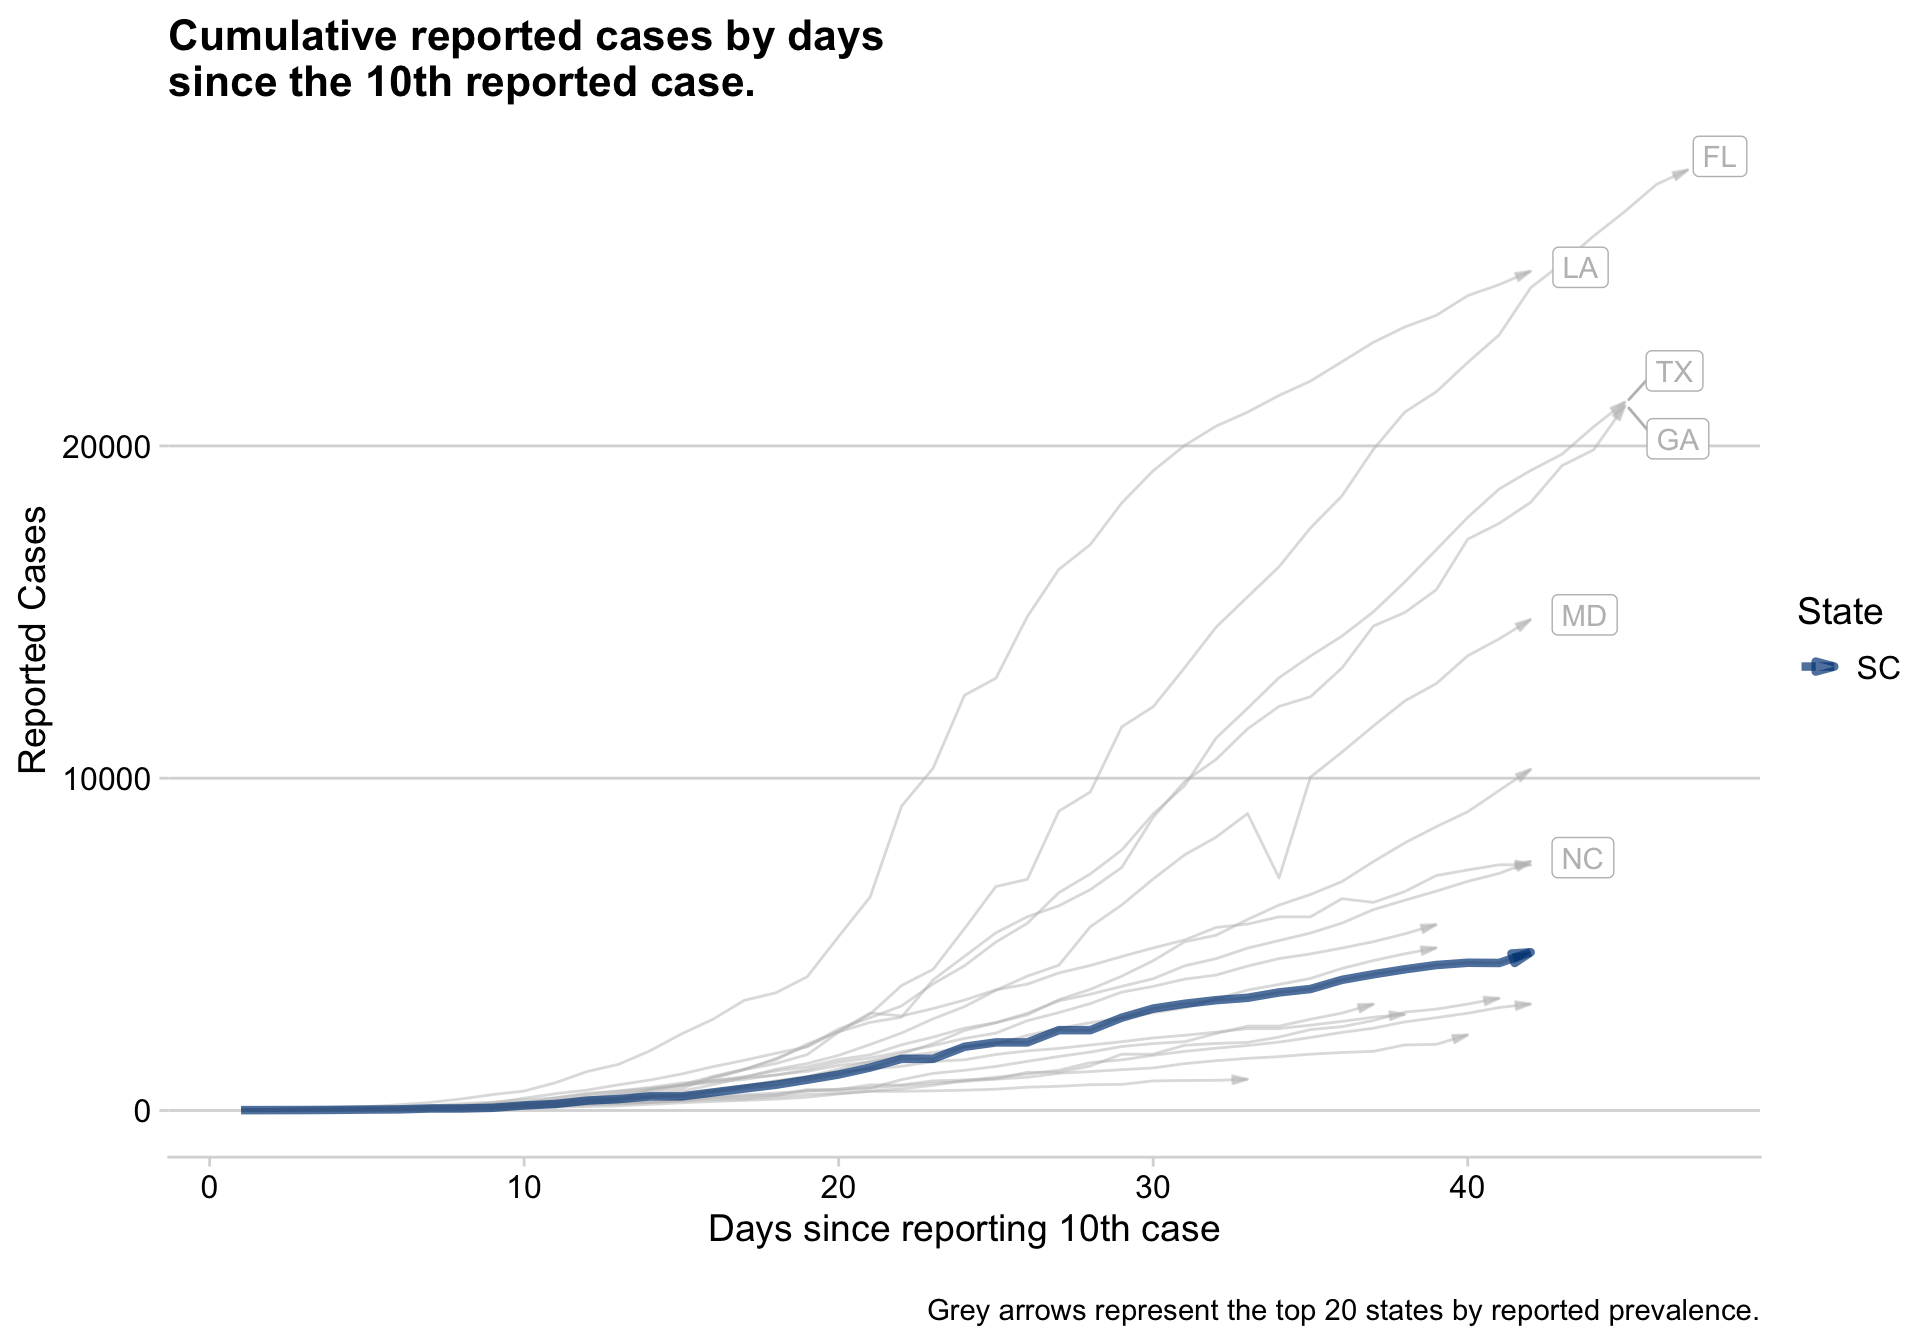 Cumulative reported cases by days
since the 10th reported case.
FL
LA
TX
GA
MD
NC
20000
10000
0
Reported Cases
State
SC
0 10 20 30 40
Days since reporting 10th case
Grey arrows represent the top 20 states by reported prevalence.